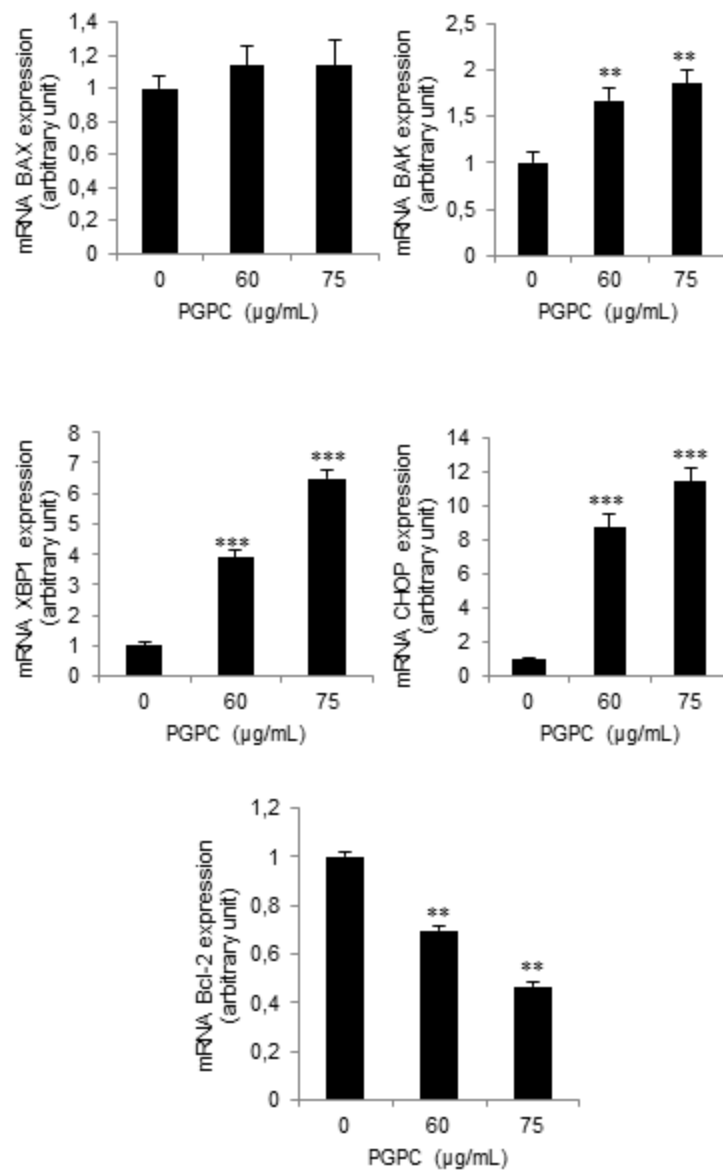 mRNA BAX expression
(arbitrary unit)
1,4
1,2
1
0,8
0,6
0,4
0,2
0
0 60 75
PGPC (µg/mL)
mRNA BAK expression
(arbitrary unit)
2,5
2
1,5
1
0,5
0
** **
0 60 75
PGPC (µg/mL)
mRNA XBP1 expression
(arbitrary unit)
8
7
6
5
4
3
2
1
0
*** ***
0 60 75
PGPC (µg/mL)
mRNA CHOP expression
(arbitrary unit)
14
12
10
8
6
4
2
0
*** ***
0 60 75
PGPC (µg/mL)
mRNA Bcl-2 expression
(arbitrary unit)
1,2
1
0,8
0,6
0,4
0,2
0
** **
0 60 75
PGPC (µg/mL)